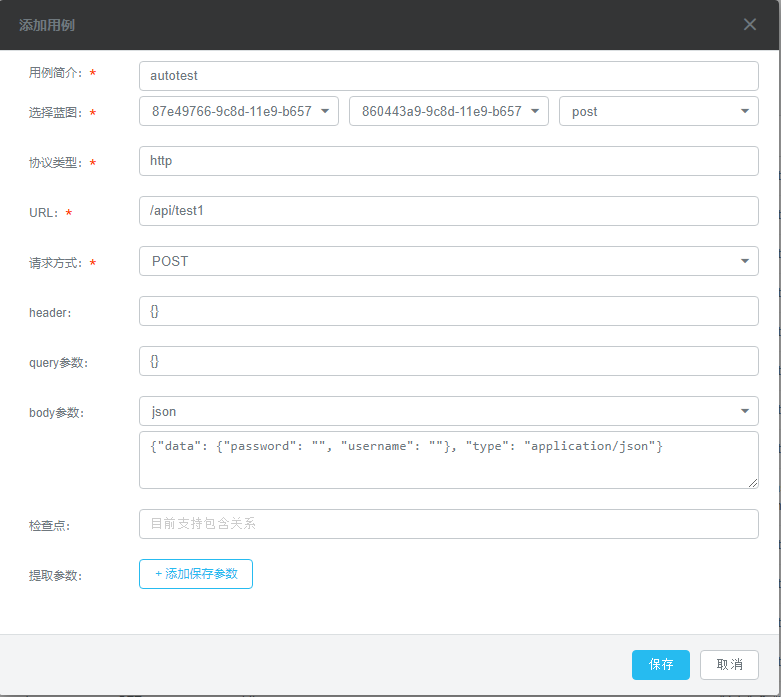 添加用例
用例简介: * autotest
选择蓝图: * 87e49766-9c8d-11e9-b657 860443a9-9c8d-11e9-b657 post
协议类型: * http
URL: * /api/test1
请求方式: * POST
header: {}
query参数: {}
body参数: json
{"data": {"password": "", "username": ""}, "type": "application/json"}
检查点: 目前支持包含关系
提取参数: + 添加保存参数
保存 取消